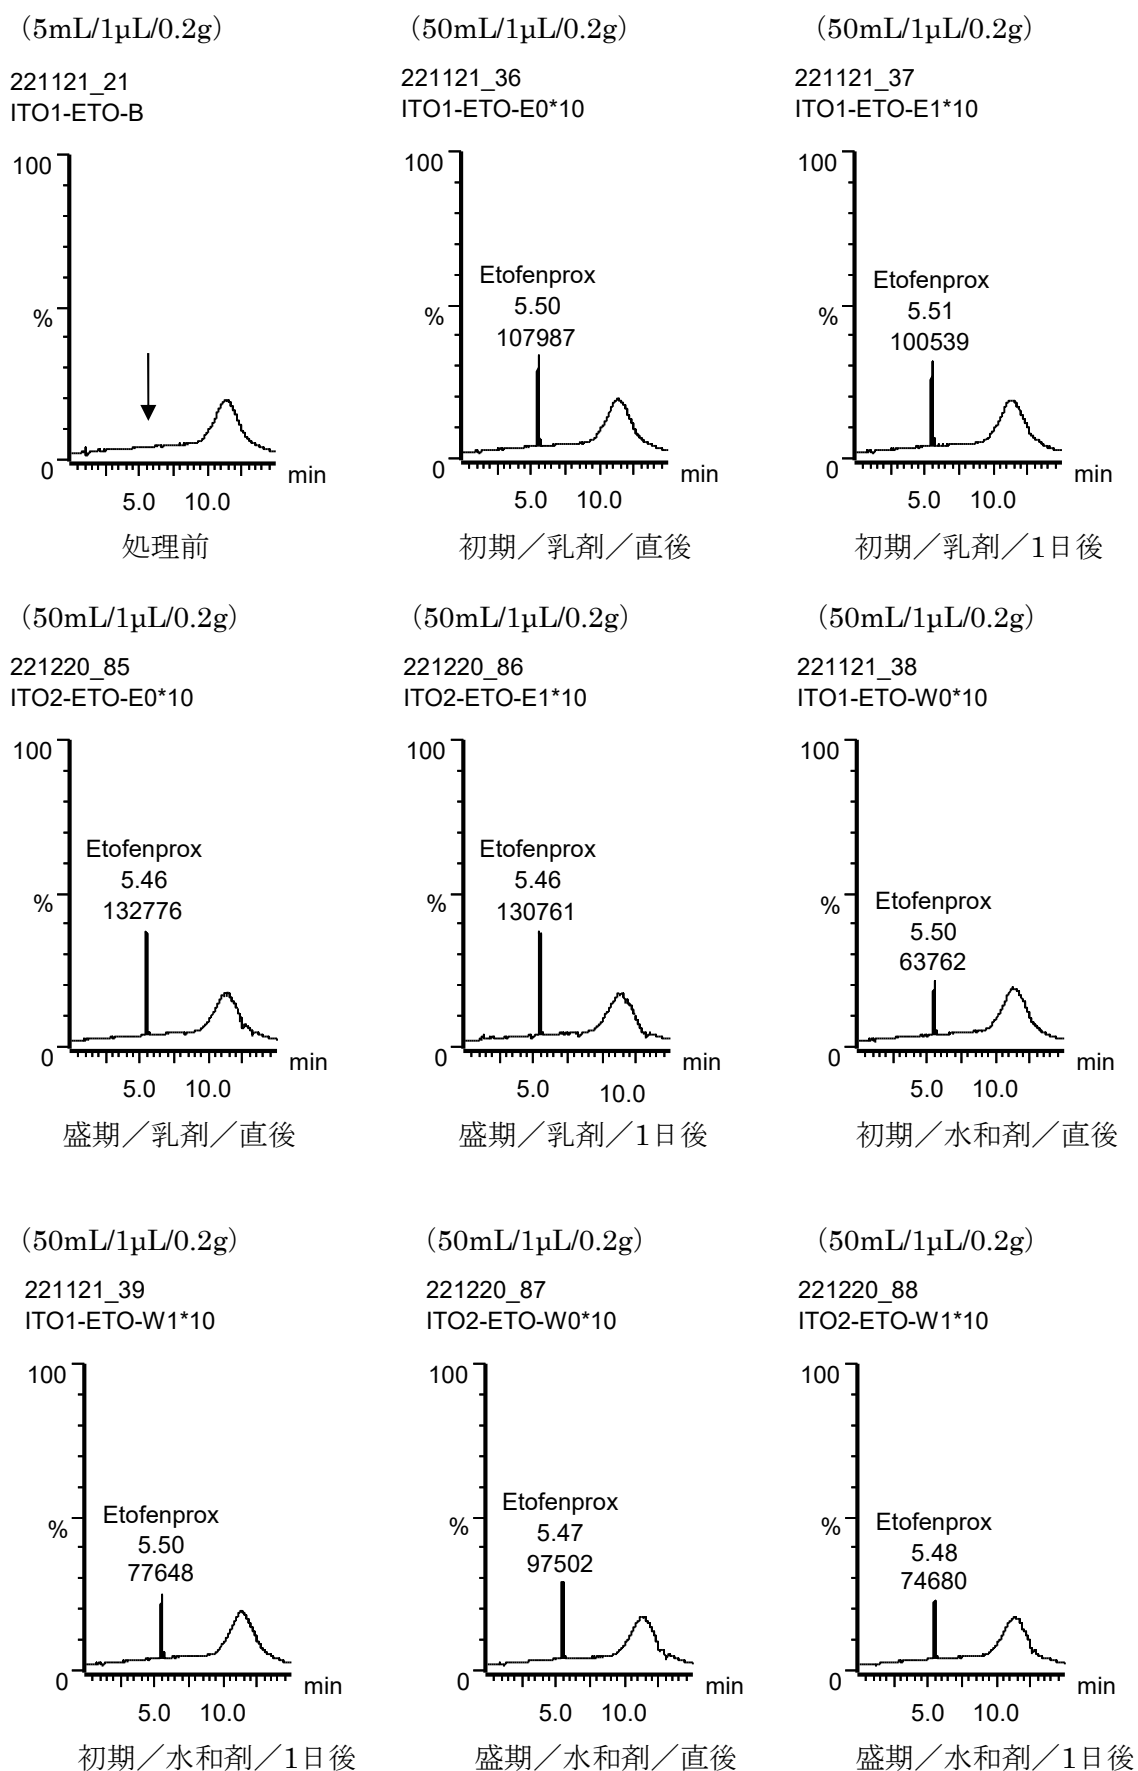 （5mL/1µL/0.2g）
221121_21
ITO1-ETO-B
100
%
0
5.0 10.0
min
処理前
（50mL/1µL/0.2g）
221121_36
ITO1-ETO-E0*10
100
Etofenprox
5.50
107987
%
0
5.0 10.0
min
初期／乳剤／直後
（50mL/1µL/0.2g）
221121_37
ITO1-ETO-E1*10
100
Etofenprox
5.51
100539
%
0
5.0 10.0
min
初期／乳剤／1日後
（50mL/1µL/0.2g）
221220_85
ITO2-ETO-E0*10
100
Etofenprox
5.46
132776
%
0
5.0 10.0
min
盛期／乳剤／直後
（50mL/1µL/0.2g）
221220_86
ITO2-ETO-E1*10
100
Etofenprox
5.46
130761
%
0
5.0 10.0
min
盛期／乳剤／1日後
（50mL/1µL/0.2g）
221121_38
ITO1-ETO-W0*10
100
Etofenprox
5.50
63762
%
0
5.0 10.0
min
初期／水和剤／直後
（50mL/1µL/0.2g）
221121_39
ITO1-ETO-W1*10
100
Etofenprox
5.50
77648
%
0
5.0 10.0
min
初期／水和剤／1日後
（50mL/1µL/0.2g）
221220_87
ITO2-ETO-W0*10
100
Etofenprox
5.47
97502
%
0
5.0 10.0
min
盛期／水和剤／直後
（50mL/1µL/0.2g）
221220_88
ITO2-ETO-W1*10
100
Etofenprox
5.48
74680
%
0
5.0 10.0
min
盛期／水和剤／1日後